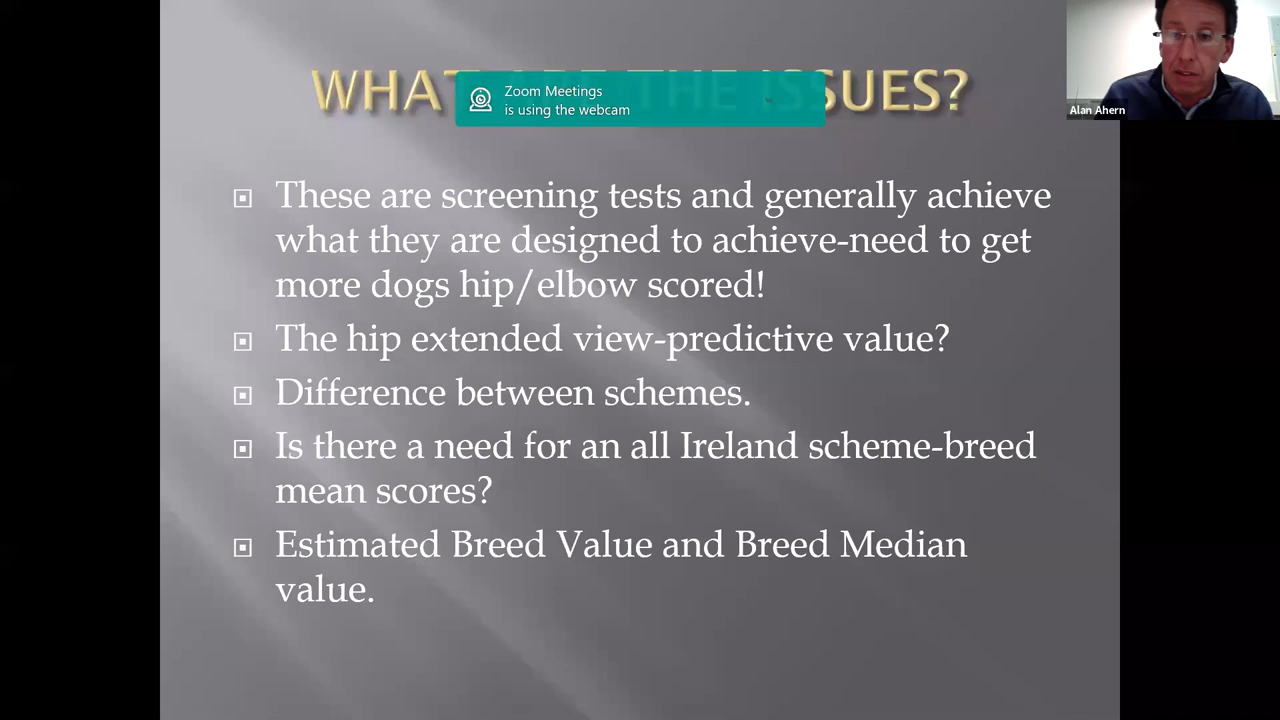 WHAT ARE THE ISSUES?
Zoom Meetings
is using the webcam
Alan Ahern
These are screening tests and generally achieve
what they are designed to achieve-need to get
more dogs hip/elbow scored!
The hip extended view-predictive value?
Difference between schemes.
Is there a need for an all Ireland scheme-breed
mean scores?
Estimated Breed Value and Breed Median
value.